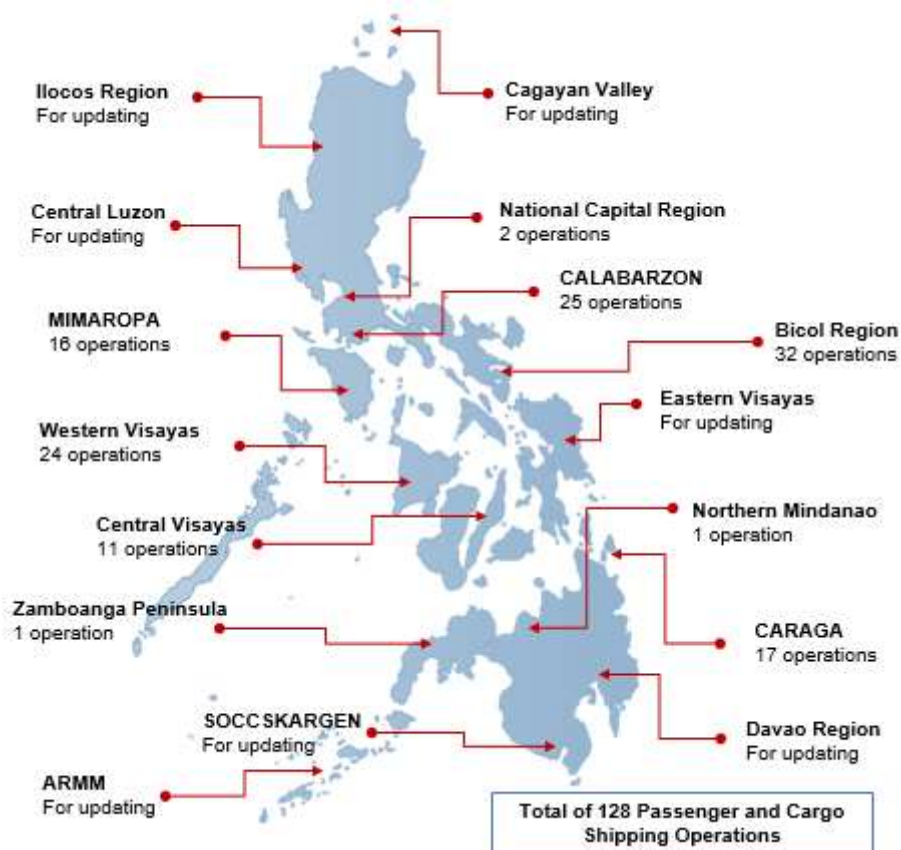 Ilocos Region
For updating
Cagayan Valley
For updating
Central Luzon
For updating
National Capital Region
2 operations
CALABARZON
25 operations
MIMAROPA
16 operations
Bicol Region
32 operations
Eastern Visayas
For updating
Western Visayas
24 operations
Northern Mindanao
1 operation
Central Visayas
11 operations
Zamboanga Peninsula
1 operation
CARAGA
17 operations
SOCCSKARGEN
For updating
Davao Region
For updating
ARMM
For updating
Total of 128 Passenger and Cargo
Shipping Operations